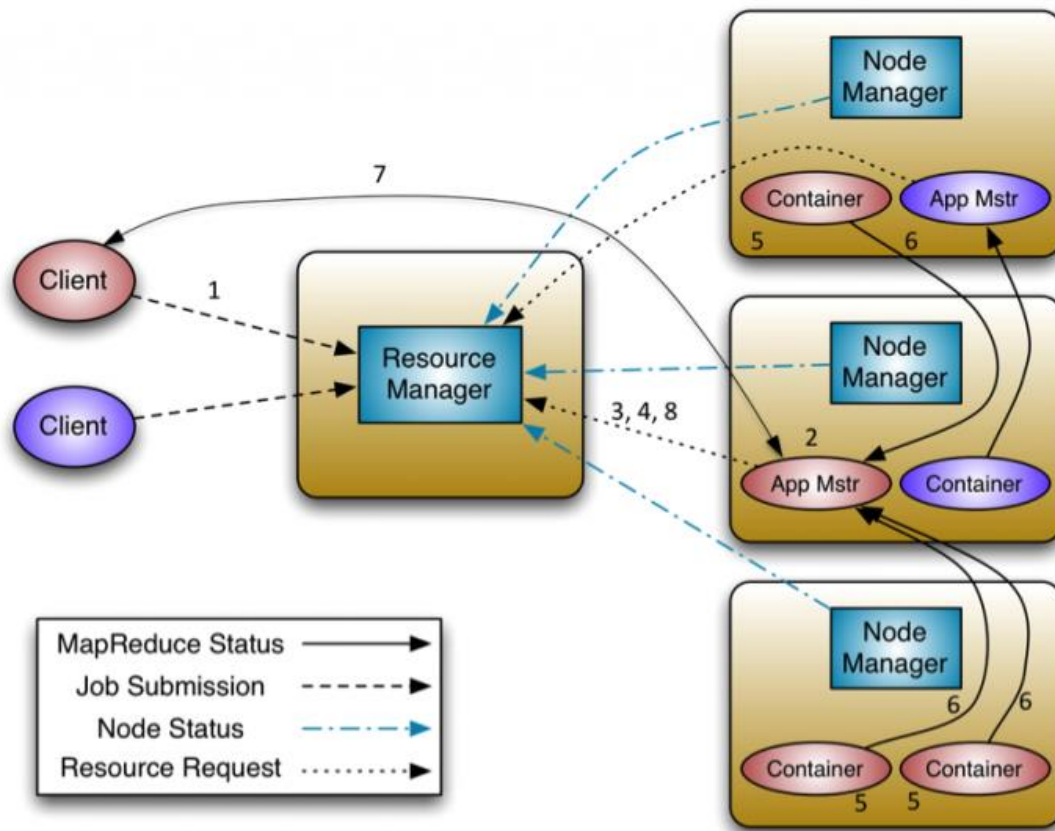 Node
Manager
Container
App Mstr
5
6
7
Client
1
Resource
Manager
Client
Node
Manager
3, 4, 8
2
App Mstr
Container
Node
Manager
6
6
Container
Container
5
5
MapReduce Status
Job Submission
Node Status
Resource Request